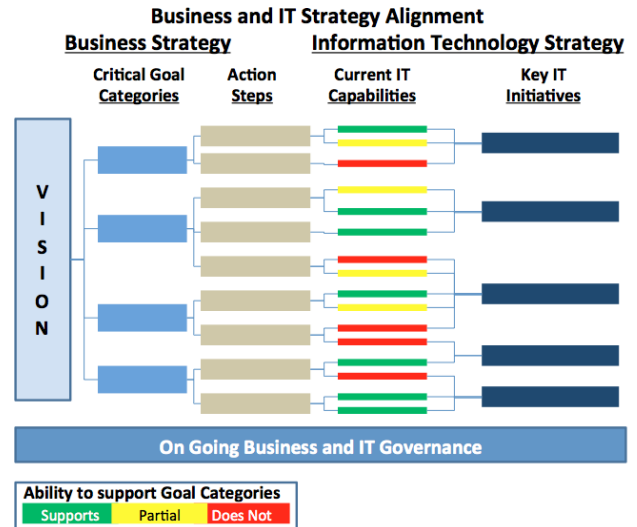 Business and IT Strategy Alignment
Business Strategy
Information Technology Strategy
Critical Goal
Categories
Action
Steps
Current IT
Capabilities
Key IT
Initiatives
V
I
S
I
O
N
On Going Business and IT Governance
Ability to support Goal Categories
Supports
Partial
Does Not